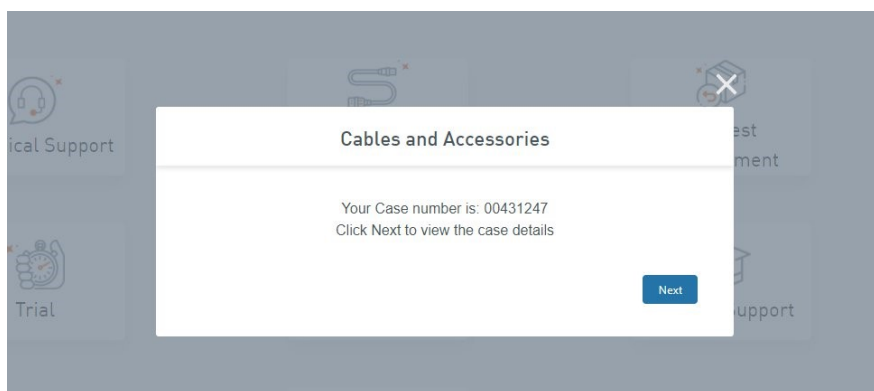 Cables and Accessories
Your Case number is: 00431247
Click Next to view the case details
Next
ical Support
est
ment
Trial
upport